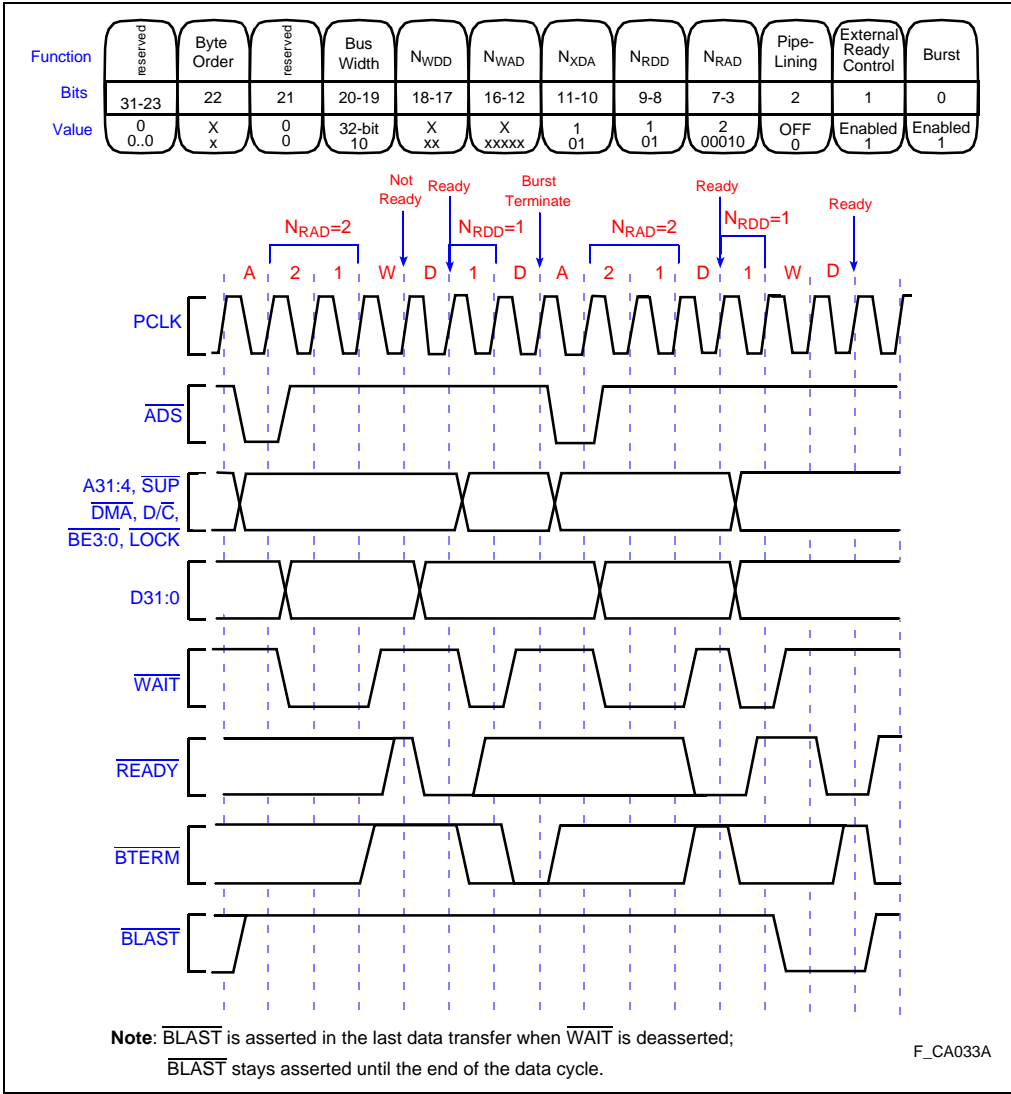 Function reserved Byte Order reserved Bus Width NWDD NWAD NXDA NRDD NRAD Pipe-Lining External Ready Control Burst
Bits 31-23 22 21 20-19 18-17 16-12 11-10 9-8 7-3 2 1 0
Value 0 X 0 32-bit X X 1 1 2 OFF Enabled Enabled
0..0 x 0 10 xx xxxxx 01 01 00010 0 1 1
Not Ready Ready Burst Terminate Ready Ready
NRAD=2 NRDD=1 NRAD=2 NRDD=1
A 2 1 W D 1 D A 2 1 D 1 W D
PCLK
ADS
A31:4, SUP
DMA, D/C,
BE3:0, LOCK
D31:0
WAIT
READY
BTERM
BLAST
Note: BLAST is asserted in the last data transfer when WAIT is deasserted;
BLAST stays asserted until the end of the data cycle.
F_CA033A